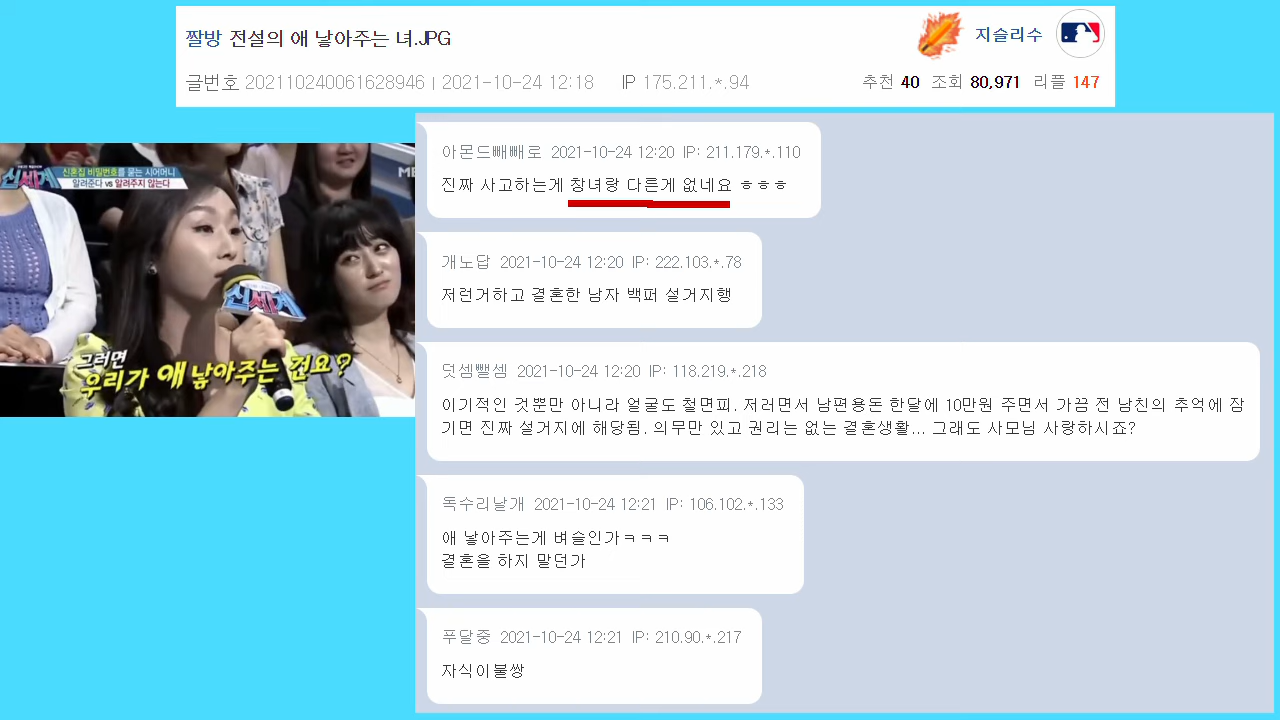 짤방 전설의 애 낳아주는 녀.JPG
지슬리수
글번호 202110240061628946 | 2021-10-24 12:18 IP 175.211.*.94
추천 40 조회 80,971 리플 147
아몬드빼빼로 2021-10-24 12:20 IP: 211.179.*.110
진짜 사고하는게 창녀랑 다른게 없네요 ㅎㅎㅎ
개노답 2021-10-24 12:20 IP: 222.103.*.78
저런거하고 결혼한 남자 백퍼 설거지행
덧셈뺄셈 2021-10-24 12:20 IP: 118.219.*.218
이기적인 것뿐만 아니라 얼굴도 철면피. 저러면서 남편용돈 한달에 10만원 주면서 가끔 전 남친의 추억에 잠
기면 진짜 설거지에 해당됨. 의무만 있고 권리는 없는 결혼생활... 그래도 사모님 사랑하시죠?
독수리날개 2021-10-24 12:21 IP: 106.102.*.133
애 낳아주는게 벼슬인가ㅋㅋㅋ
결혼을 하지 말던가
푸달중 2021-10-24 12:21 IP: 210.90.*.217
자식이불쌍
신세계
신혼집 비밀번호를 묻는 시어머니
알려준다 vs 알려주지 않는다
신세계
그러면
우리가 애 낳아주는 건요?